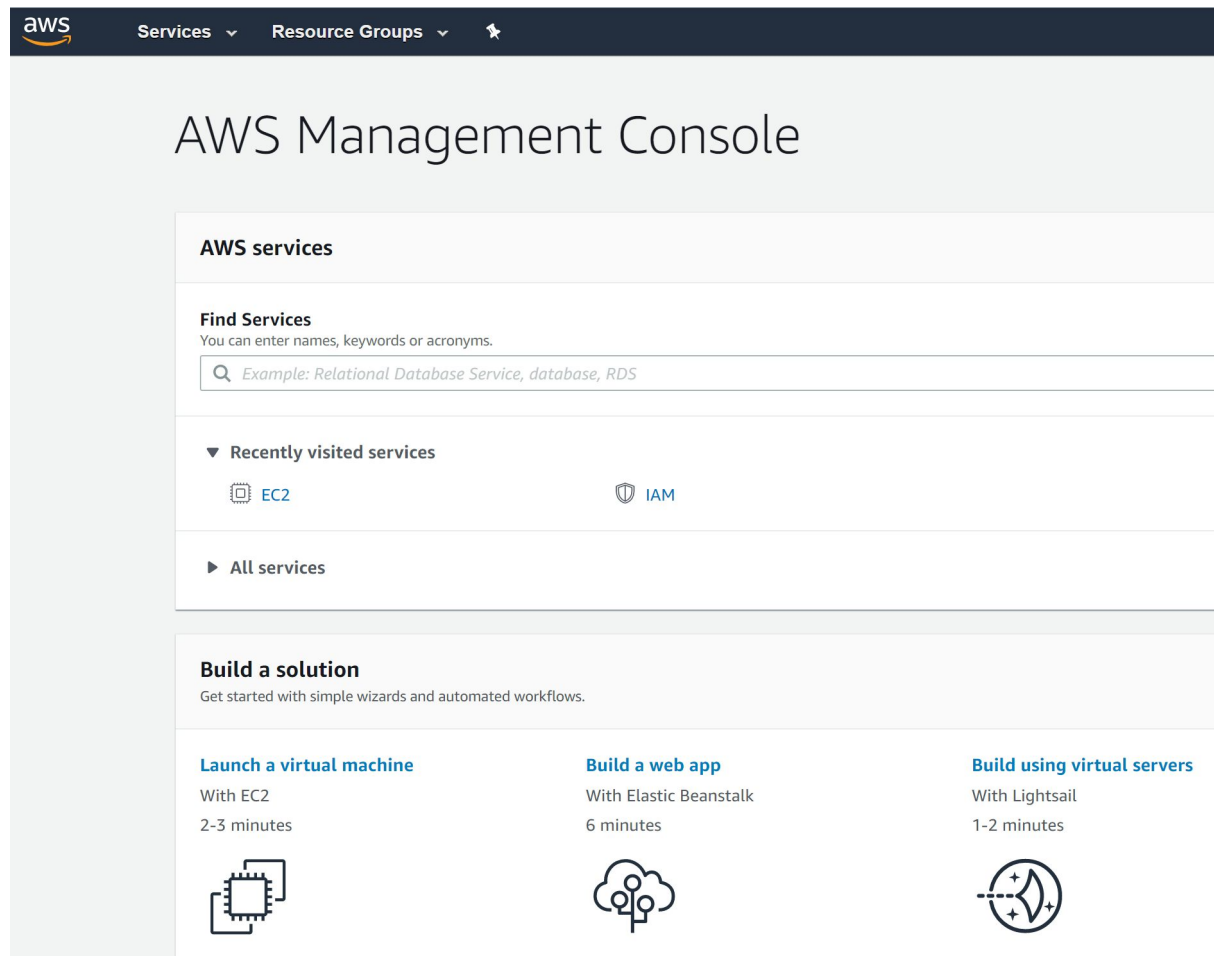 aws Services Resource Groups
AWS Management Console
AWS services
Find Services
You can enter names, keywords or acronyms.
Example: Relational Database Service, database, RDS
Recently visited services
EC2 IAM
All services
Build a solution
Get started with simple wizards and automated workflows.
Launch a virtual machine
With EC2
2-3 minutes
Build a web app
With Elastic Beanstalk
6 minutes
Build using virtual servers
With Lightsail
1-2 minutes